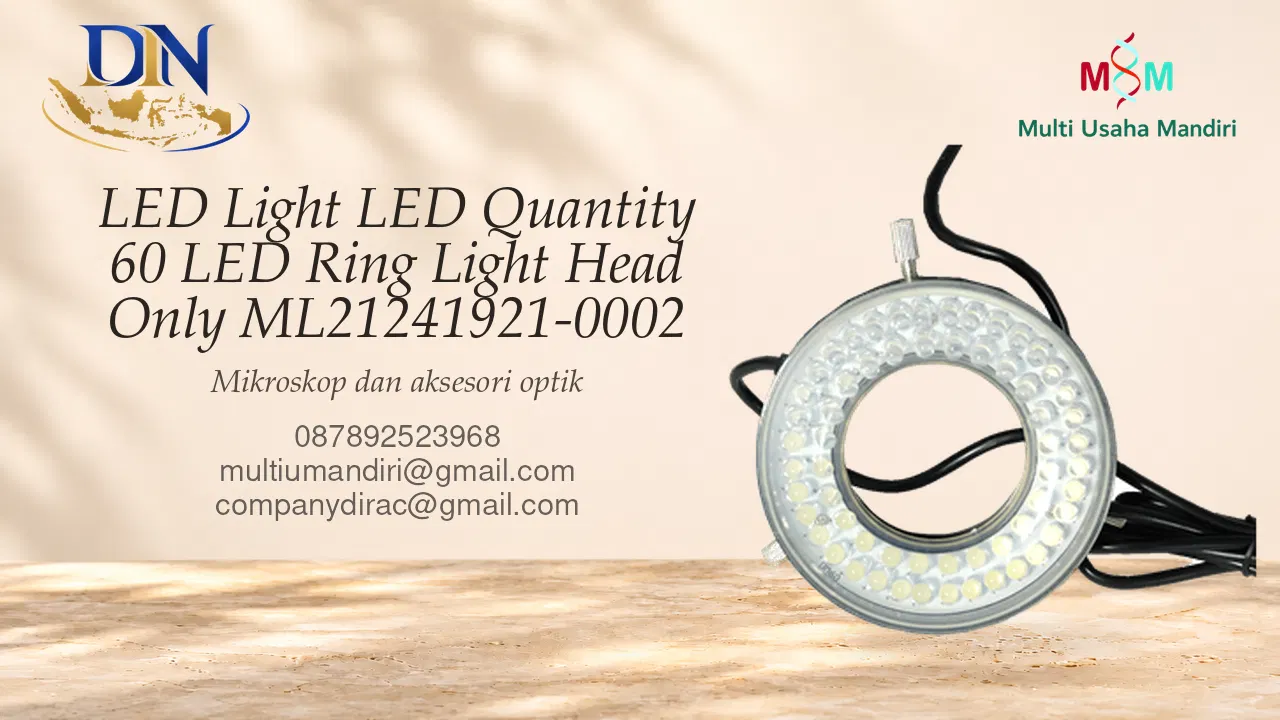 DIN
M M
Multi Usaha Mandiri
LED Light LED Quantity
60 LED Ring Light Head
Only ML21241921-0002
Mikroskop dan aksesori optik
087892523968
multiumandiri@gmail.com
companydirac@gmail.com